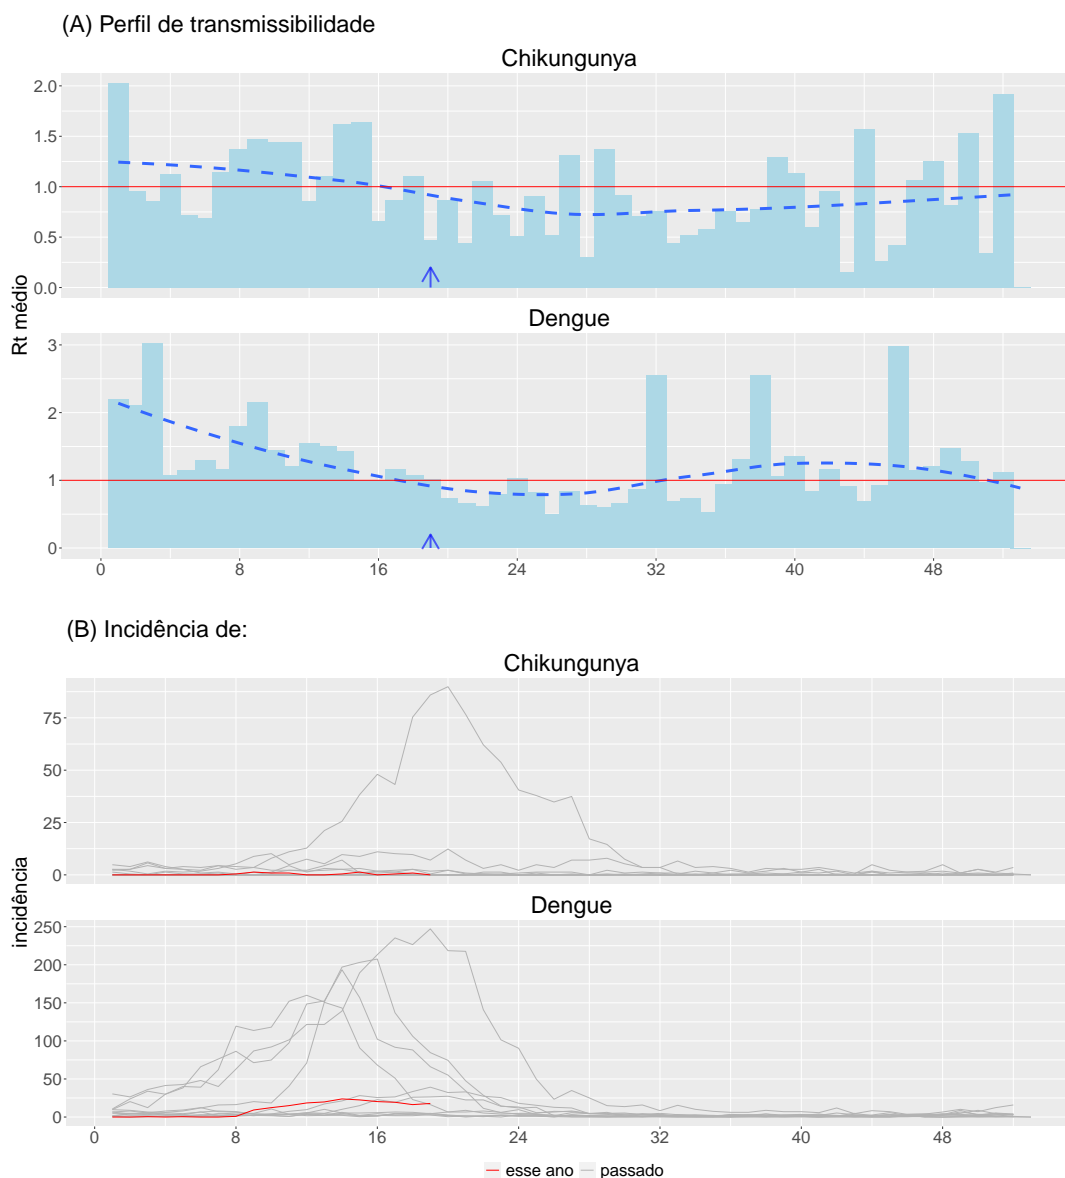 (A) Perfil de transmissibilidade
Chikungunya
2.0
1.5
1.0
0.5
0.0
Rt médio
Dengue
3
2
1
0
0 8 16 24 32 40 48
(B) Incidência de:
Chikungunya
75
50
25
0
incidência
Dengue
250
200
150
100
50
0
0 8 16 24 32 40 48
esse ano passado